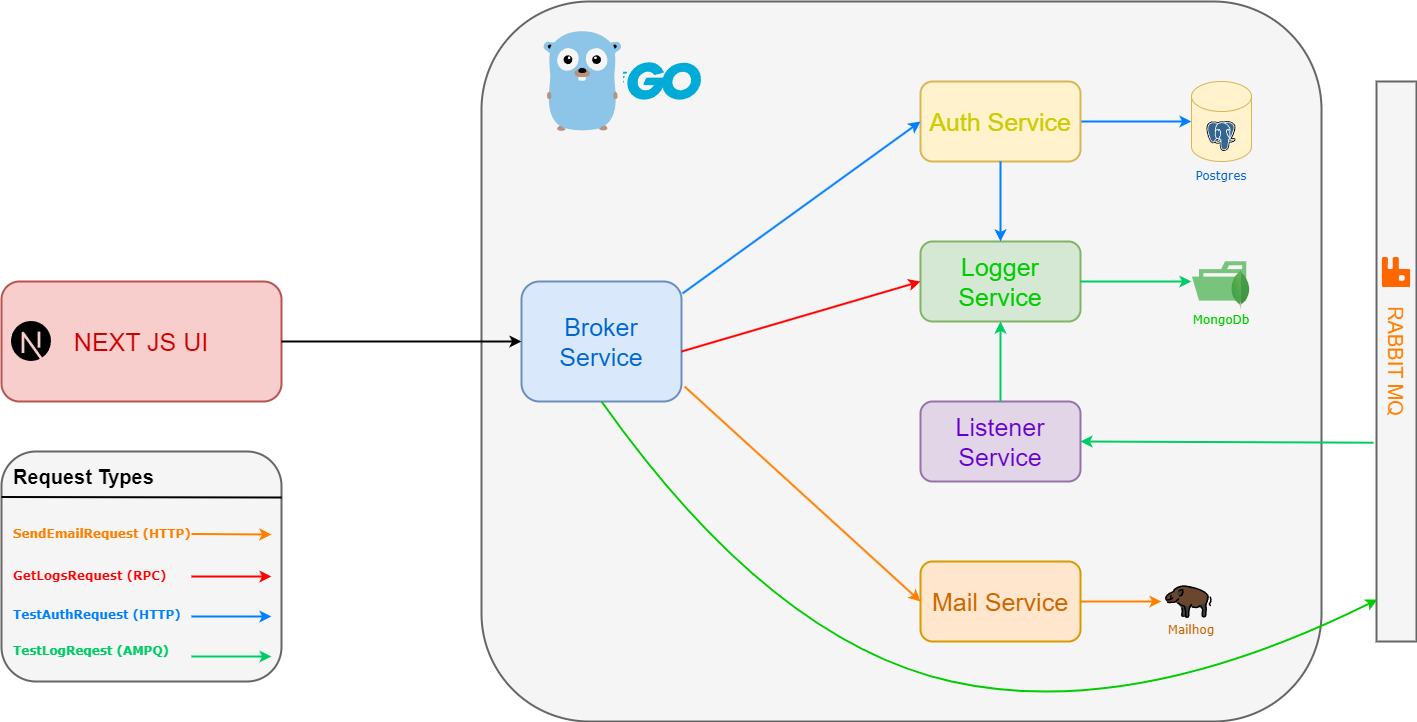 GO
Auth Service
Postgres
Logger
Service
MongoDb
RABBIT MQ
NEXT JS UI
Broker
Service
Listener
Service
Request Types
SendEmailRequest (HTTP)
GetLogsRequest (RPC)
TestAuthRequest (HTTP)
TestLogReqest (AMPQ)
Mail Service
Mailhog